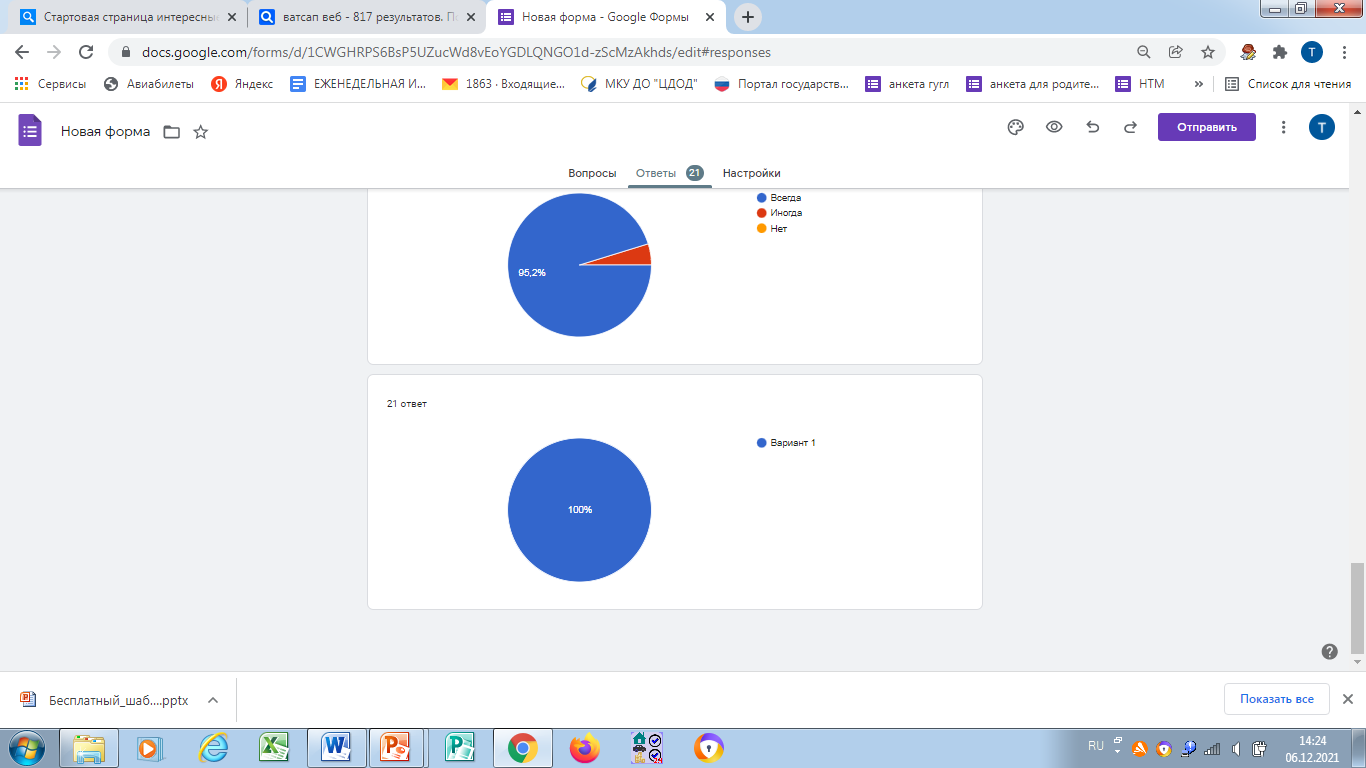 Стартовая страница интересны
ватсап веб - 817 результатов. П
Новая форма - Google Формы
docs.google.com/forms/d/1CWGHRPS6BsP5UZucWd8vEoYGDLQNGO1d-zScMzAkhds/edit#responses
Т
Сервисы
Авиабилеты
Яндекс
ЕЖЕНЕДЕЛЬНАЯ И...
1863 · Входящие...
МКУ ДО "ЦДОД"
Портал государств...
анкета гугл
анкета для родите...
НТМ
»
Список для чтения
Новая форма
Отправить
Т
Вопросы
Ответы 21
Настройки
Всегда
Иногда
Нет
95,2%
21 ответ
Вариант 1
100%
Бесплатный_шаб....pptx
Показать все
RU
14:24
06.12.2021